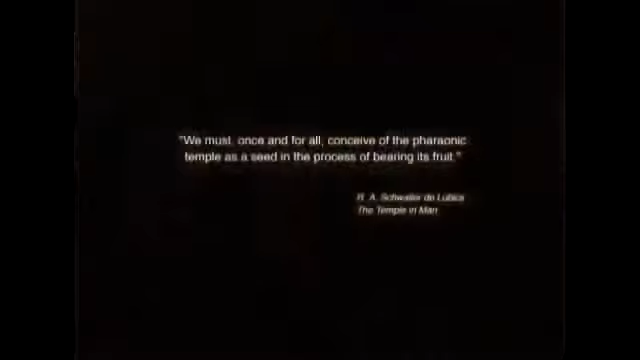 "We must, once and for all, conceive of the pharaonic
temple as a seed in the process of bearing its fruit."
R. A. Schwaller de Lubicz
The Temple in Man